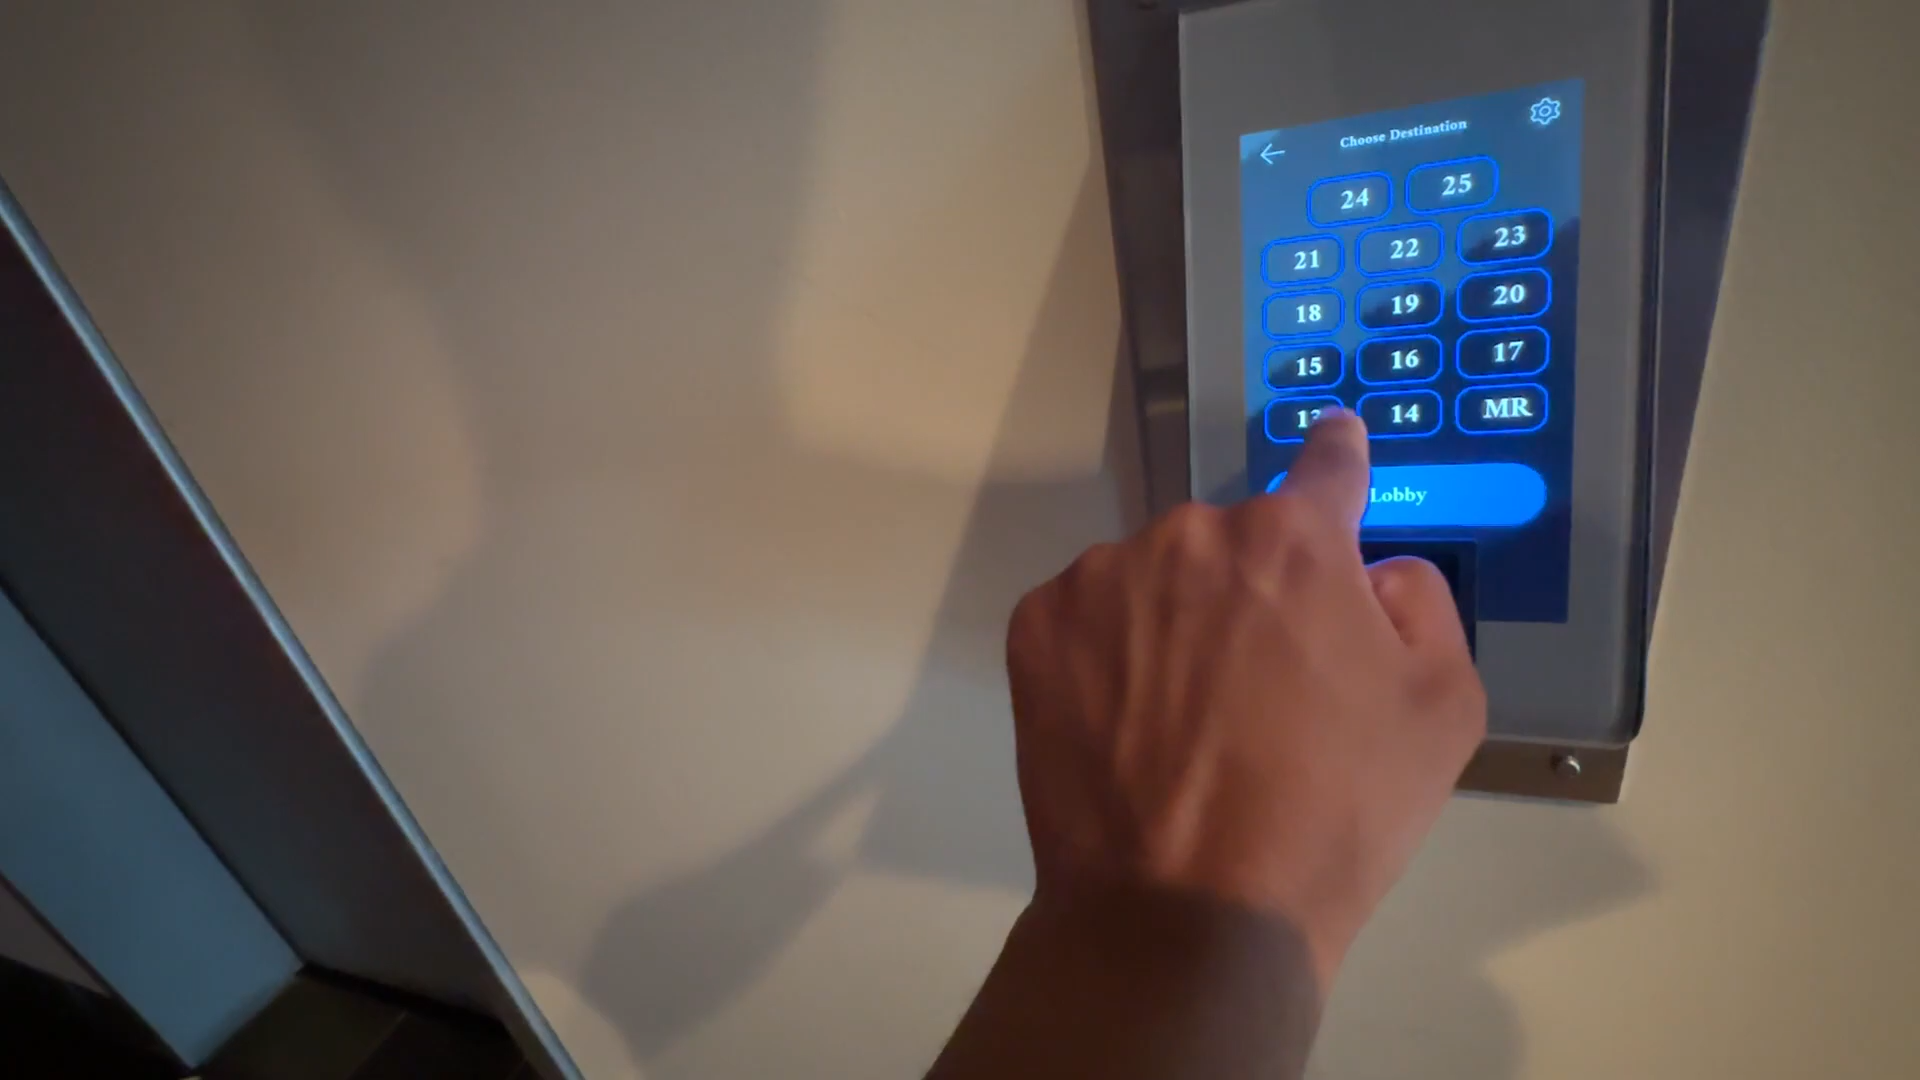 Choose Destination
24 25
21 22 23
18 19 20
15 16 17
14 MR
Lobby